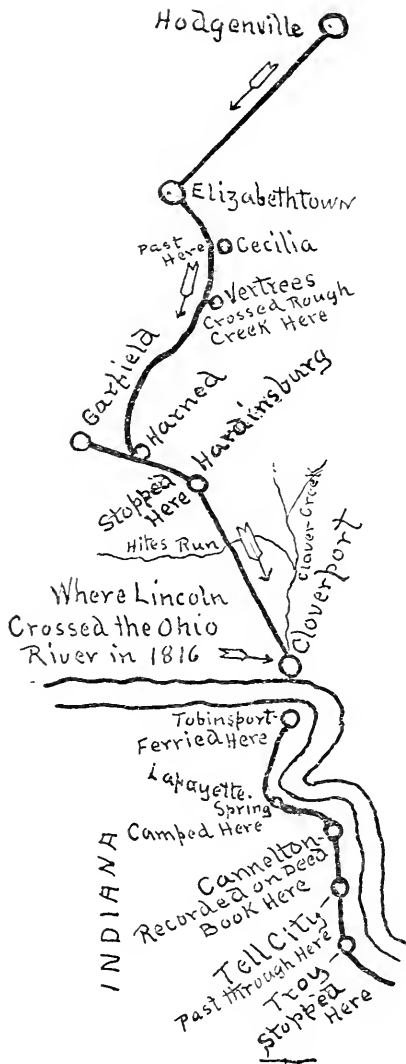 Hodgenville
Elizabethtown
Past
Here
Cecilia
Vertrees
Crossed Rough
Creek Here
Garfield
Harned
Hardinsburg
Stopped
Here
Hites Run
Clover Creek
Cloverport
Where Lincoln
Crossed the Ohio
River in 1816
Tobinsport-
Ferried Here
Lafayette.
Spring
Camped Here
INDIANA
Cannelton-
Recorded on Deed
Book Here
Tell City
Past through Here
Troy
Stopped
Here